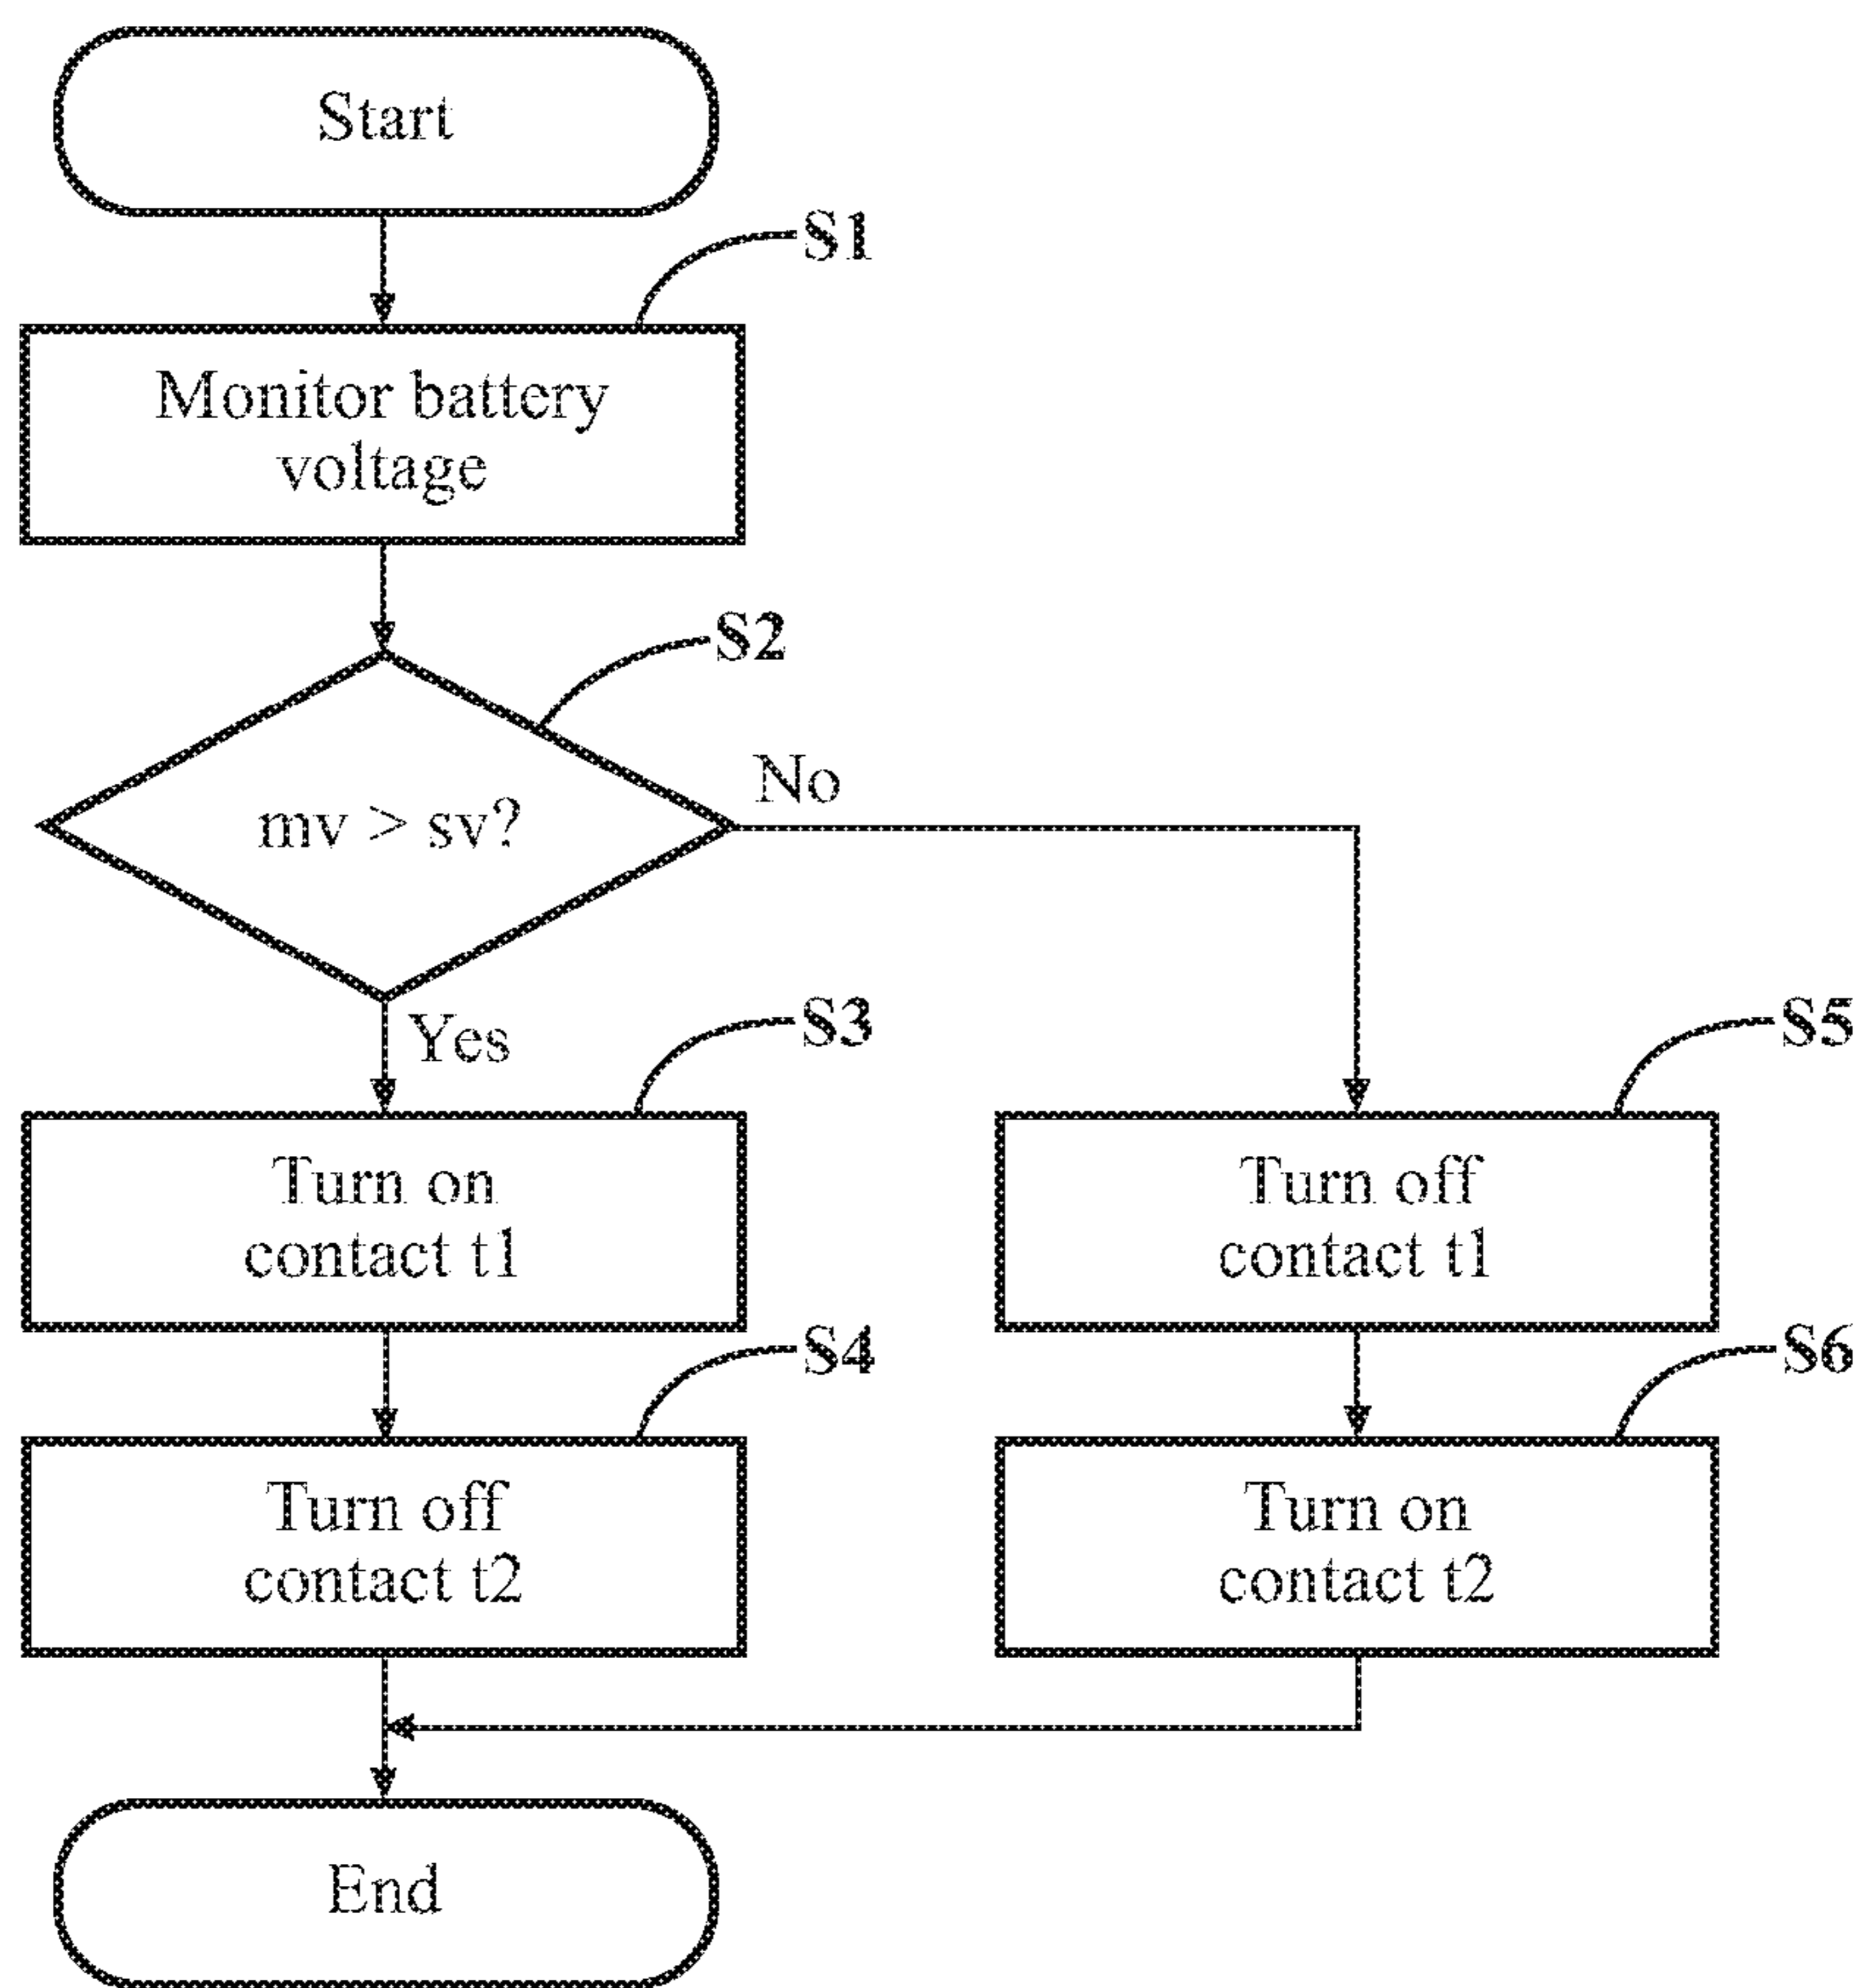 Start
S1
Monitor battery
voltage
S2
mv > sv?
No
Yes
S3
Turn on
contact t1
S5
Turn off
contact t1
S4
Turn off
contact t2
S6
Turn on
contact t2
End